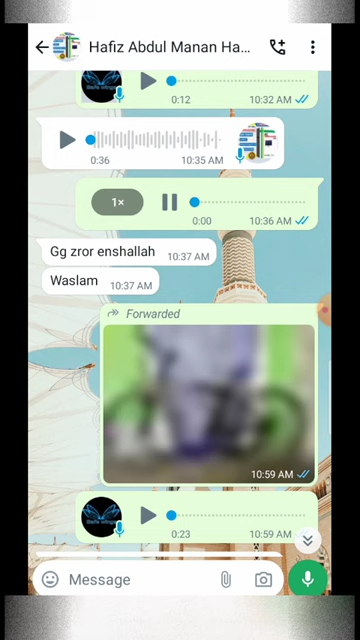 Hafiz Abdul Manan Ha...
0:12 10:32 AM
0:36 10:35 AM
1×
0:00 10:36 AM
Gg zror enshallah 10:37 AM
Waslam 10:37 AM
Forwarded
10:59 AM
0:23 10:59 AM
Message